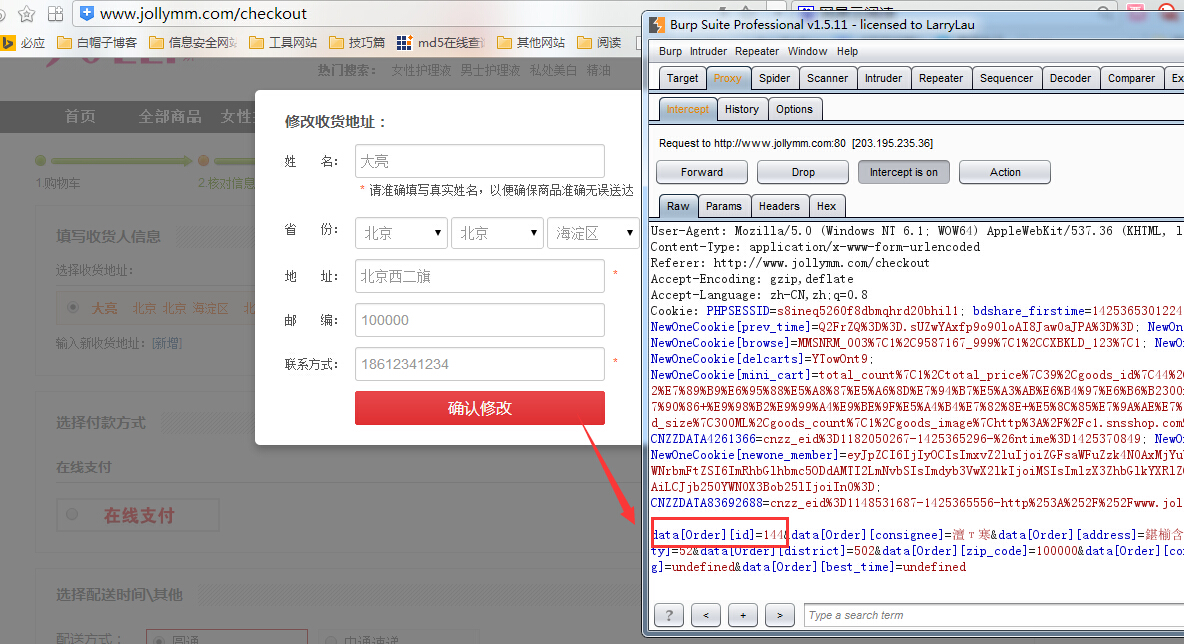 www.jollymm.com/checkout
必应 白帽子博客 信息安全网站 工具网站 技巧篇 md5在线查 其他网站 阅读
热门搜索： 女性护理液 男士护理液 私处美白 精油
首页 全部商品 女性
1.购物车 2.核对信息
填写收货人信息
选择收货地址：
大亮 北京 北京 海淀区 北
输入新收货地址：[新增]
选择付款方式
在线支付
在线支付
选择配送时间\其他
配送方式： 圆通 中通速递
修改收货地址：
姓 名： 大亮
* 请准确填写真实姓名，以便确保商品准确无误送达
省 份： 北京 北京 海淀区
地 址： 北京西二旗 *
邮 编： 100000
联系方式： 18612341234 *
确认修改
Burp Suite Professional v1.5.11 - licensed to LarryLau
Burp Intruder Repeater Window Help
Target Proxy Spider Scanner Intruder Repeater Sequencer Decoder Comparer Ex
Intercept History Options
Request to http://www.jollymm.com:80 [203.195.235.36]
Forward Drop Intercept is on Action
Raw Params Headers Hex
User-Agent: Mozilla/5.0 (Windows NT 6.1; WOW64) AppleWebKit/537.36 (KHTML, l
Content-Type: application/x-www-form-urlencoded
Referer: http://www.jollymm.com/checkout
Accept-Encoding: gzip,deflate
Accept-Language: zh-CN,zh;q=0.8
Cookie: PHPSESSID=s8ineq5260f8dbmqhrd20bhil1; bdshare_firstime=1425365301224
NewOneCookie[prev_time]=Q2FrZQ%3D%3D.sUZwYAxfp9o90loAI8Jaw0aJPA%3D%3D; NewOn
NewOneCookie[browse]=MMSNRM_003%7C1%2C9587167_999%7C1%2CCXBKLD_123%7C1; NewO
NewOneCookie[delcarts]=YTowOnt9;
NewOneCookie[mini_cart]=total_count%7C1%2Ctotal_price%7C39%2Cgoods_id%7C44%2
2%E7%89%B9%E6%95%88%E5%A8%87%E5%A6%8D%E7%94%B7%E5%A3%AB%E6%B4%97%E6%B6%B2300m
7%90%86+%E9%98%B2%E9%99%A4%E9%BE%9F%E5%A4%B4%E7%82%8E+%E5%8C%85%E7%9A%AE%E7%
d_size%7C300ML%2Cgoods_count%7C1%2Cgoods_image%7Chttp%3A%2F%2Fc1.snsshop.com%
CNZZDATA4261366=cnzz_eid%3D1182050267-1425365296-%26ntime%3D1425370849; NewO
NewOneCookie[newone_member]=eyJpZCI6IjIyOCIsImxvZ2luIjoiZGFsaWFuZzk4N0AxMjYu
WNrbmFtZSI6ImRhbGlhbmc5ODdAMTI2LmNvbSIsImdyb3VwX2lkIjoiMSIsImlzX3ZhbGlkYXRlZ
AiLCJjb250YWN0X3Bob25lIjoiIn0%3D;
CNZZDATA83692688=cnzz_eid%3D1148531687-1425365556-http%253A%252F%252Fwww.jol
data[Order][id]=144&data[Order][consignee]=澶т寒&data[Order][address]=
ty]=52&data[Order][district]=502&data[Order][zip_code]=100000&data[Order][co
g]=undefined&data[Order][best_time]=undefined
? < + > Type a search term